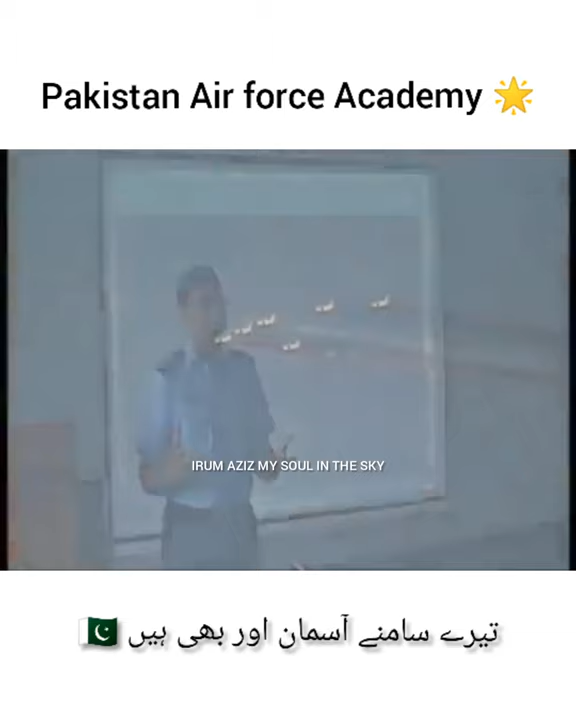 Pakistan Air force Academy 🌟
IRUM AZIZ MY SOUL IN THE SKY
تیرے سامنے آسمان اور بھی ہیں 🇵🇰